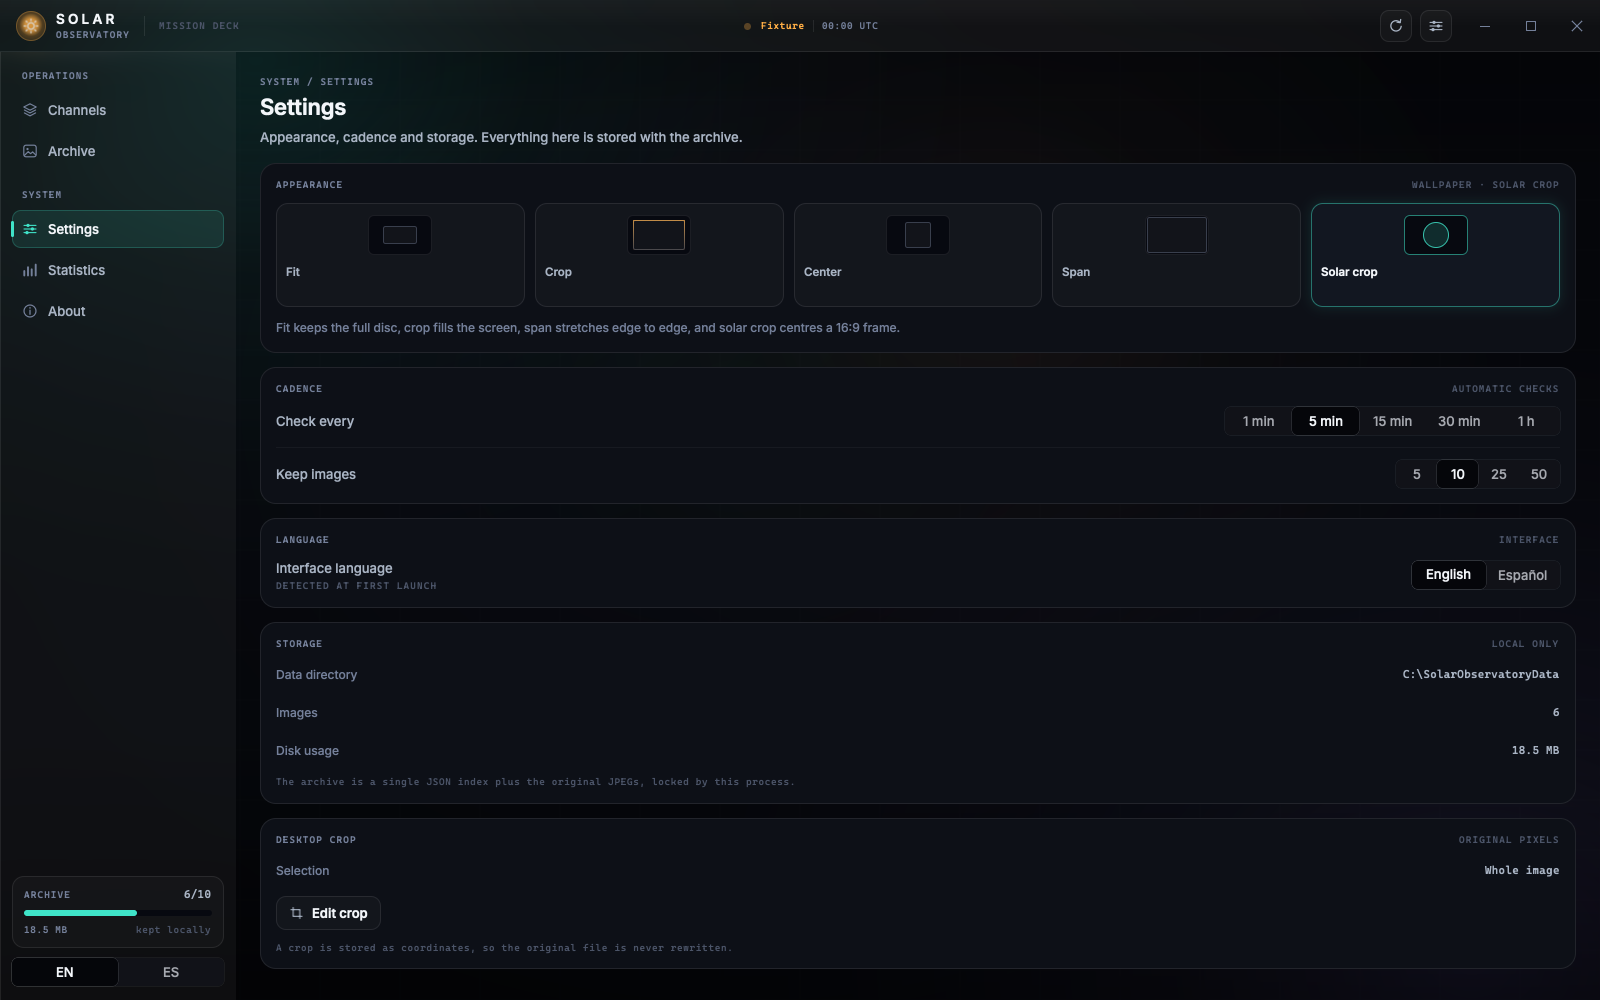 SOLAR
OBSERVATORY
MISSION DECK
Fixture
00:00 UTC
OPERATIONS
Channels
Archive
SYSTEM
Settings
Statistics
About
ARCHIVE
6/10
18.5 MB
kept locally
EN
ES
SYSTEM / SETTINGS
Settings
Appearance, cadence and storage. Everything here is stored with the archive.
APPEARANCE
WALLPAPER · SOLAR CROP
Fit
Crop
Center
Span
Solar crop
Fit keeps the full disc, crop fills the screen, span stretches edge to edge, and solar crop centres a 16:9 frame.
CADENCE
AUTOMATIC CHECKS
Check every
1 min
5 min
15 min
30 min
1 h
Keep images
5
10
25
50
LANGUAGE
INTERFACE
Interface language
DETECTED AT FIRST LAUNCH
English
Español
STORAGE
LOCAL ONLY
Data directory
C:\SolarObservatoryData
Images
6
Disk usage
18.5 MB
The archive is a single JSON index plus the original JPEGs, locked by this process.
DESKTOP CROP
ORIGINAL PIXELS
Selection
Whole image
Edit crop
A crop is stored as coordinates, so the original file is never rewritten.